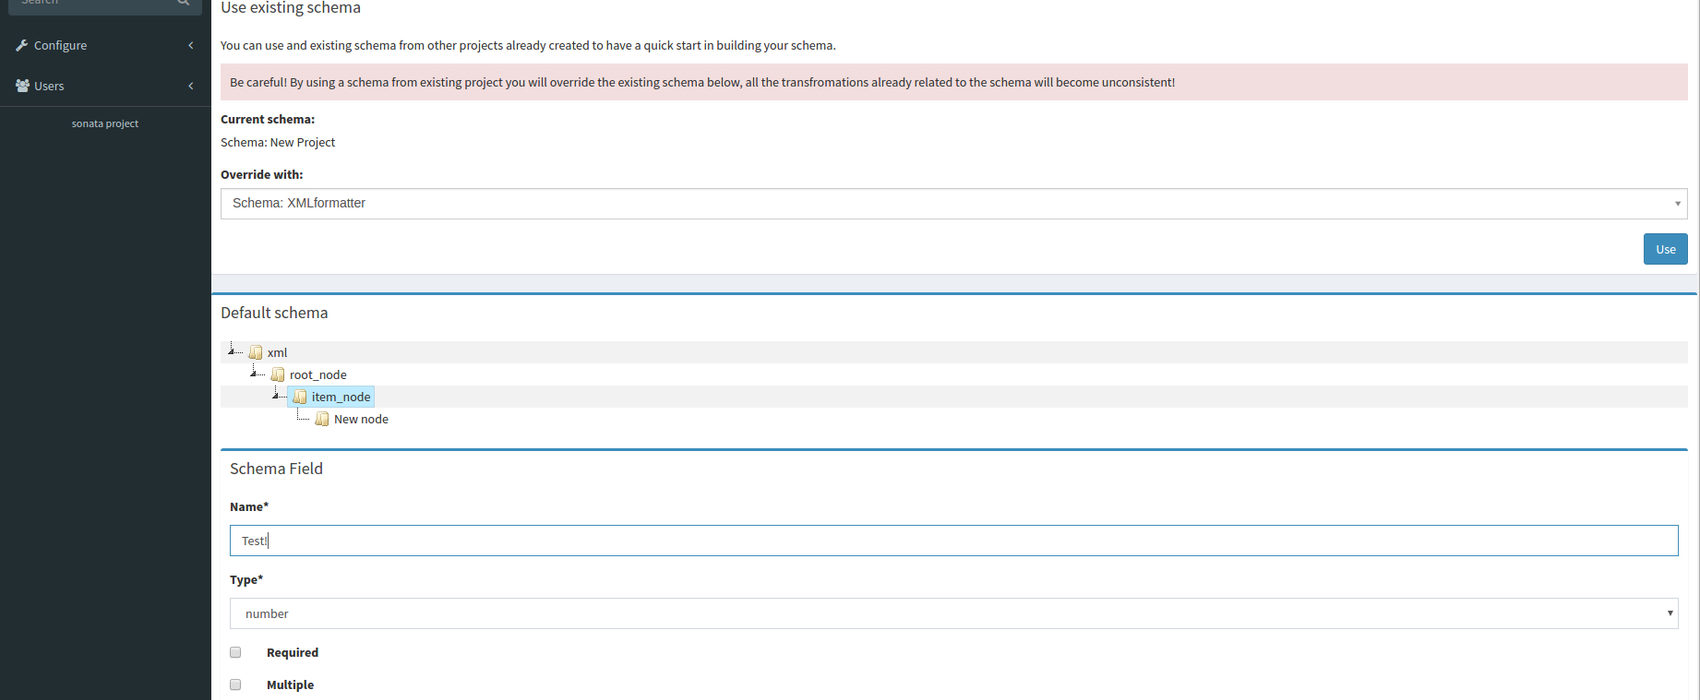 Search
Configure
Users
sonata project
Use existing schema
You can use and existing schema from other projects already created to have a quick start in building your schema.
Be careful! By using a schema from existing project you will override the existing schema below, all the transfromations already related to the schema will become unconsistent!
Current schema:
Schema: New Project
Override with:
Schema: XMLformatter
Use
Default schema
xml
root_node
item_node
New node
Schema Field
Name*
Test!
Type*
number
Required
Multiple